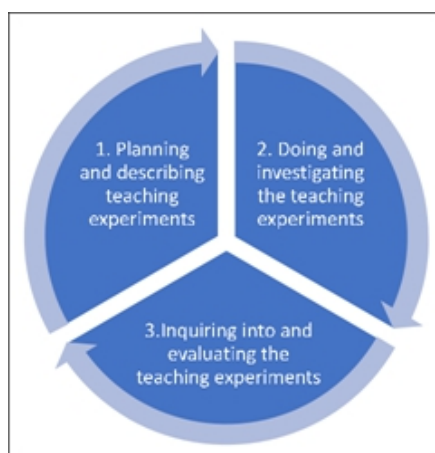 1. Planning
and describing
teaching
experiments
2. Doing and
investigating
the teaching
experiments
3.Inquiring into and
evaluating the
teaching experiments